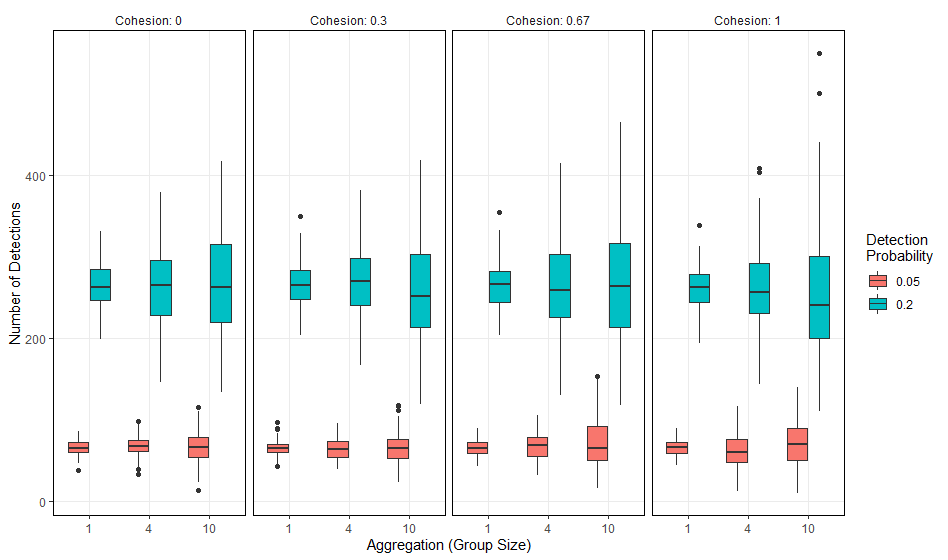 Cohesion: 0
Cohesion: 0.3
Cohesion: 0.67
Cohesion: 1
Number of Detections
400
200
0
1 4 10
1 4 10
1 4 10
1 4 10
Aggregation (Group Size)
Detection
Probability
0.05
0.2